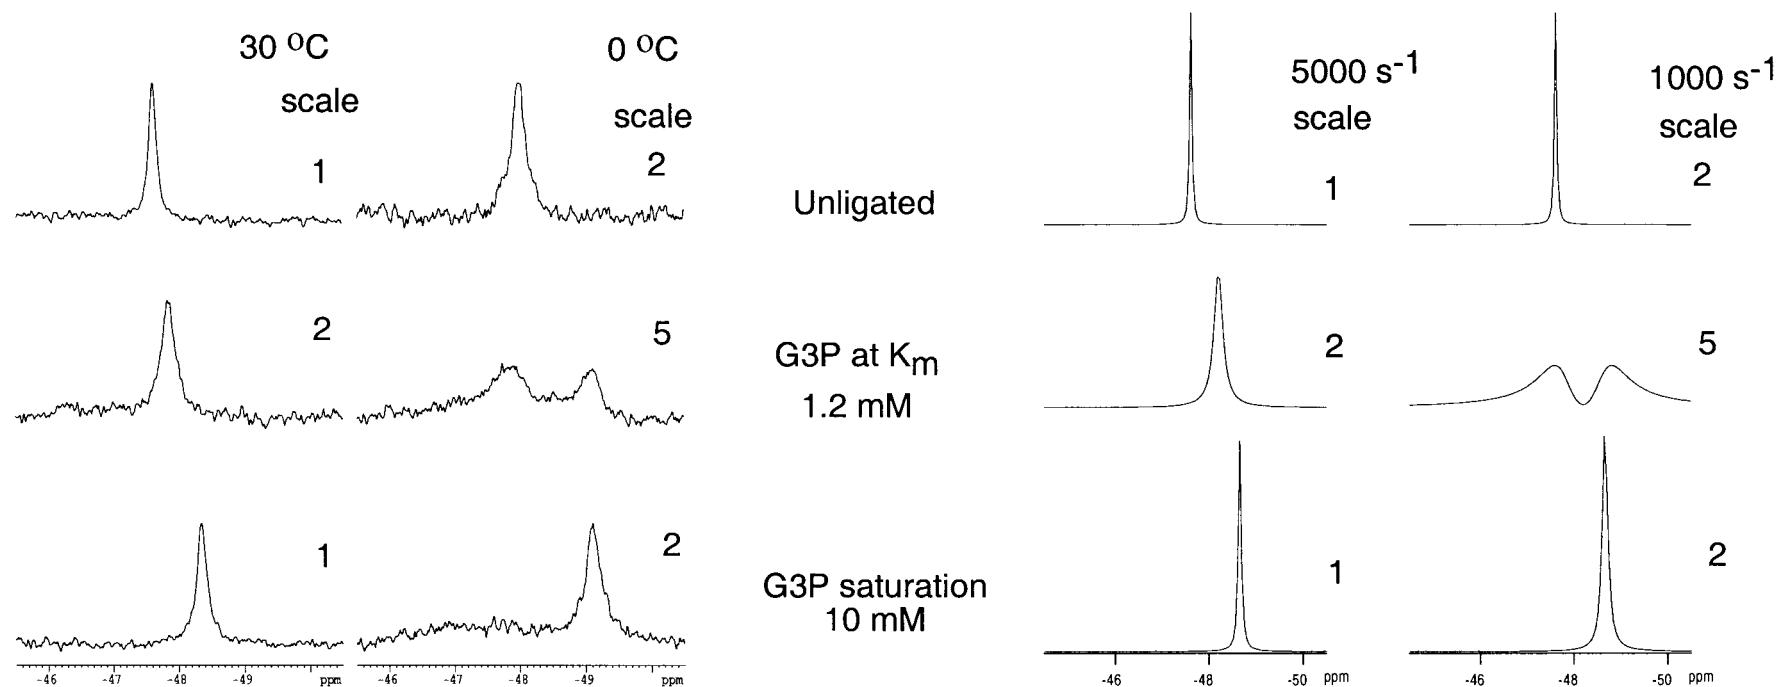 30 °C
scale
1
0 °C
scale
2
Unligated
5000 s-1
scale
1
1000 s-1
scale
2
2
5
G3P at Km
1.2 mM
2
5
1
2
G3P saturation
10 mM
1
2
-46 -47 -48 -49 ppm
-46 -47 -48 -49 ppm
-46 -48 -50 ppm
-46 -48 -50 ppm